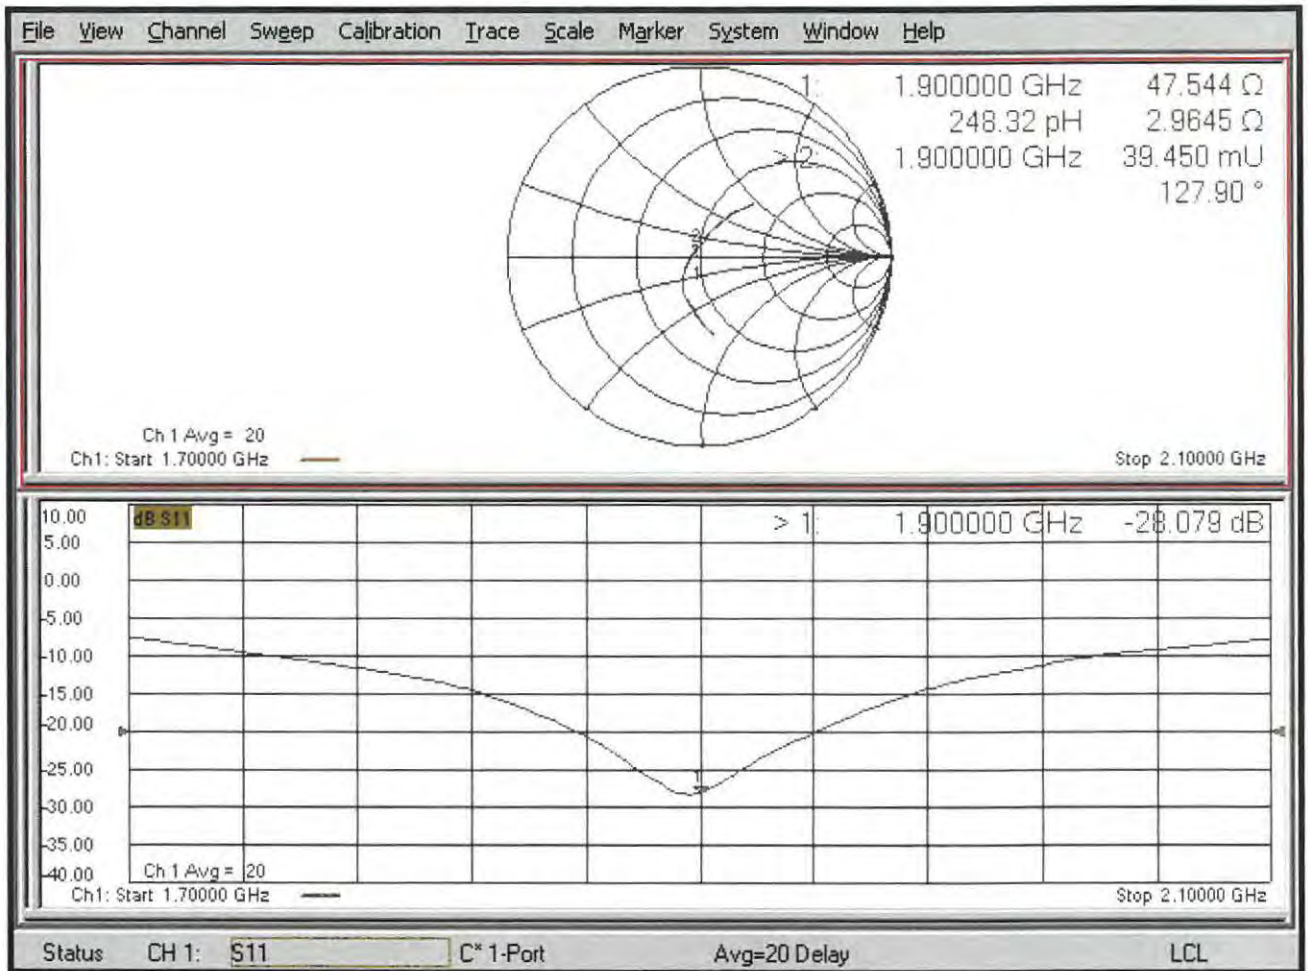 File View Channel Sweep Calibration Trace Scale Marker System Window Help
1: 1.900000 GHz 47.544 Ω
248.32 pH 2.9645 Ω
> 2: 1.900000 GHz 39.450 mU
127.90 °
2
1
Ch 1 Avg = 20
Ch1: Start 1.70000 GHz
Stop 2.10000 GHz
10.00
dB S11
> 1: 1.900000 GHz -28.079 dB
5.00
0.00
-5.00
-10.00
-15.00
-20.00
-25.00
1
-30.00
-35.00
-40.00
Ch 1 Avg = 20
Ch1: Start 1.70000 GHz
Stop 2.10000 GHz
Status CH 1: S11 C* 1-Port Avg=20 Delay LCL